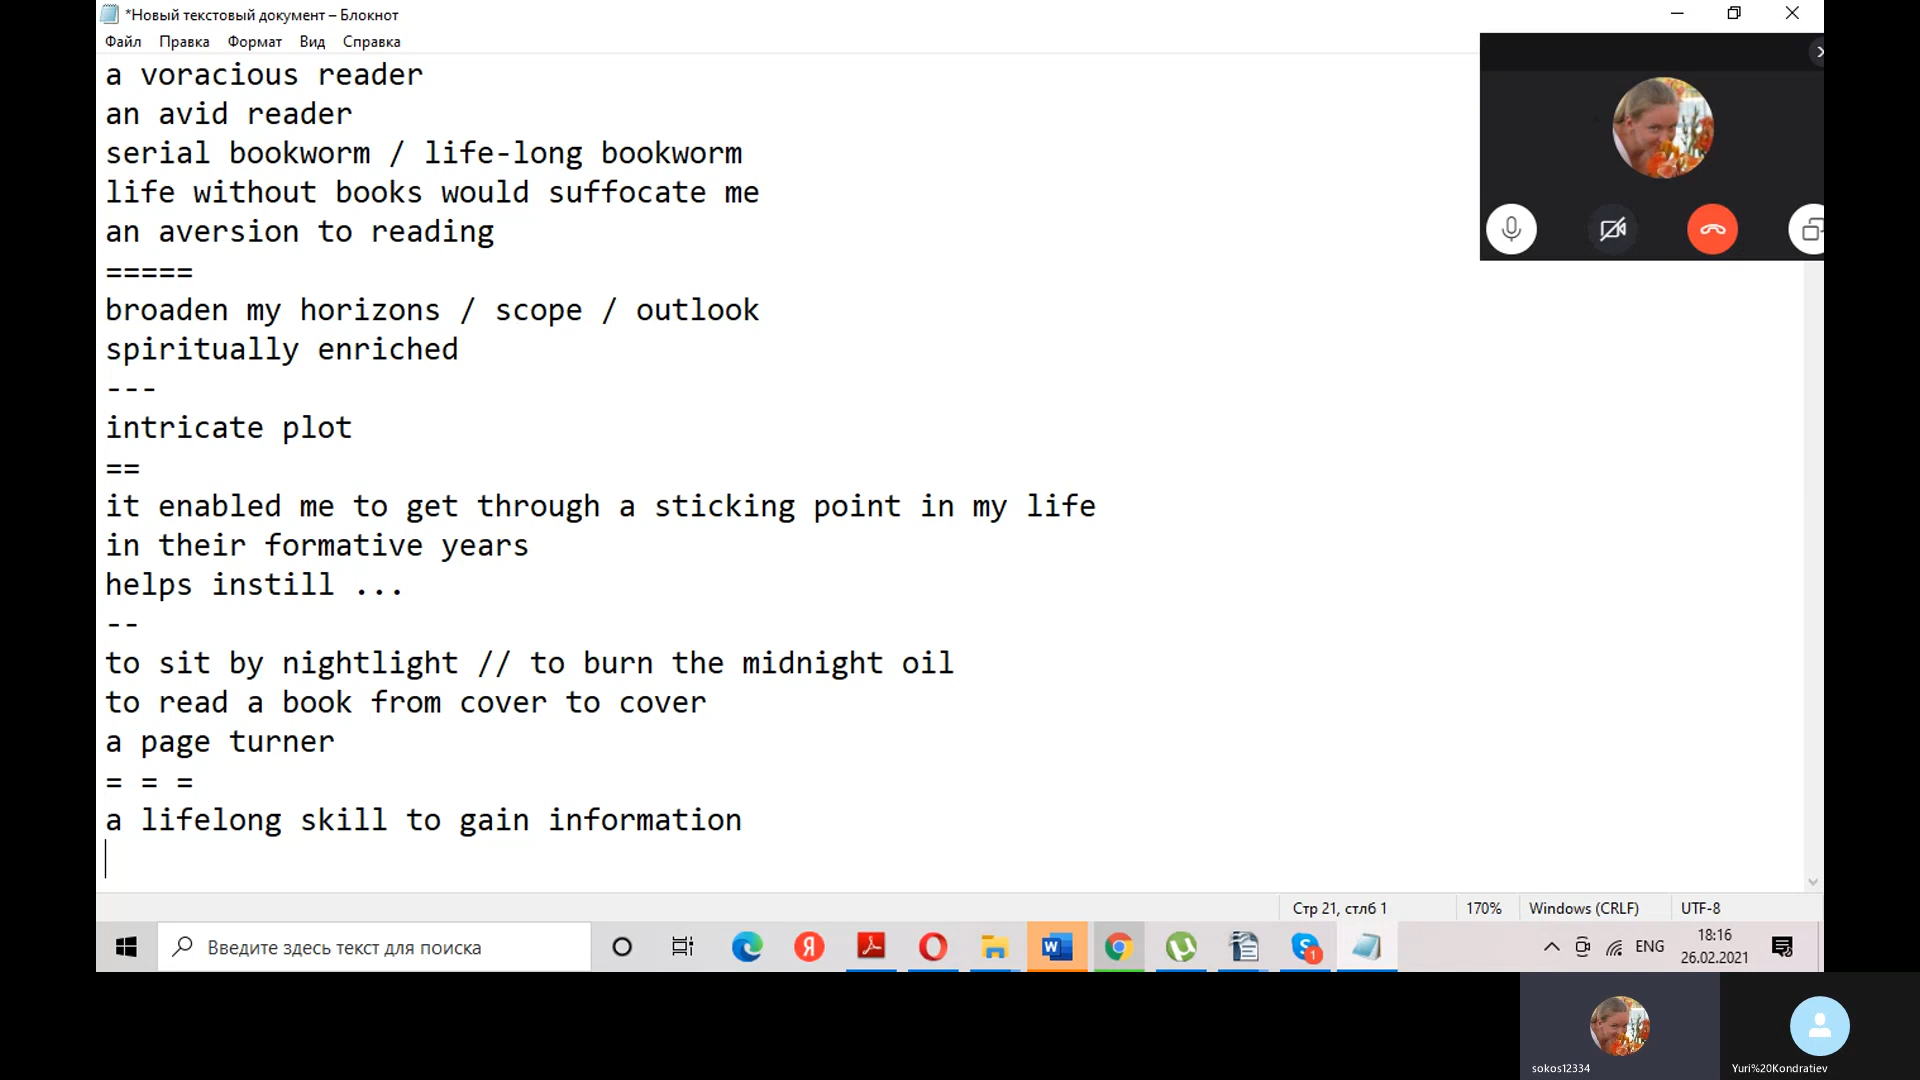 *Новый текстовый документ – Блокнот
Файл Правка Формат Вид Справка
a voracious reader
an avid reader
serial bookworm / life-long bookworm
life without books would suffocate me
an aversion to reading
=====
broaden my horizons / scope / outlook
spiritually enriched
---
intricate plot
==
it enabled me to get through a sticking point in my life
in their formative years
helps instill ...
--
to sit by nightlight // to burn the midnight oil
to read a book from cover to cover
a page turner
= = =
a lifelong skill to gain information
Стр 21, стлб 1 170% Windows (CRLF) UTF-8
Введите здесь текст для поиска
Я
W
1
ENG
18:16
26.02.2021
sokos12334
Yuri%20Kondratiev